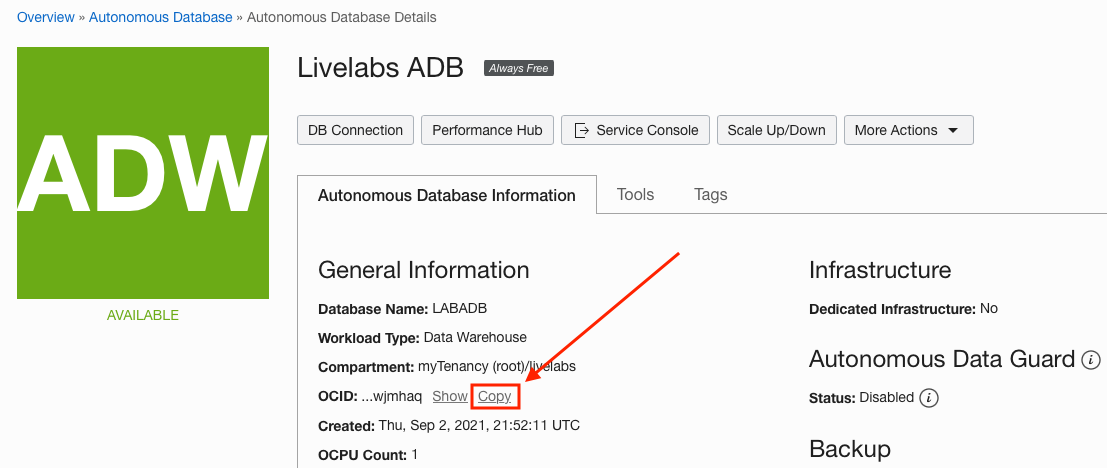 Overview » Autonomous Database » Autonomous Database Details
ADW
AVAILABLE
Livelabs ADB Always Free
DB Connection Performance Hub Service Console Scale Up/Down More Actions
Autonomous Database Information Tools Tags
General Information
Database Name: LABADB
Workload Type: Data Warehouse
Compartment: myTenancy (root)/livelabs
OCID: ...wjmhaq Show Copy
Created: Thu, Sep 2, 2021, 21:52:11 UTC
OCPU Count: 1
Infrastructure
Dedicated Infrastructure: No
Autonomous Data Guard i
Status: Disabled i
Backup